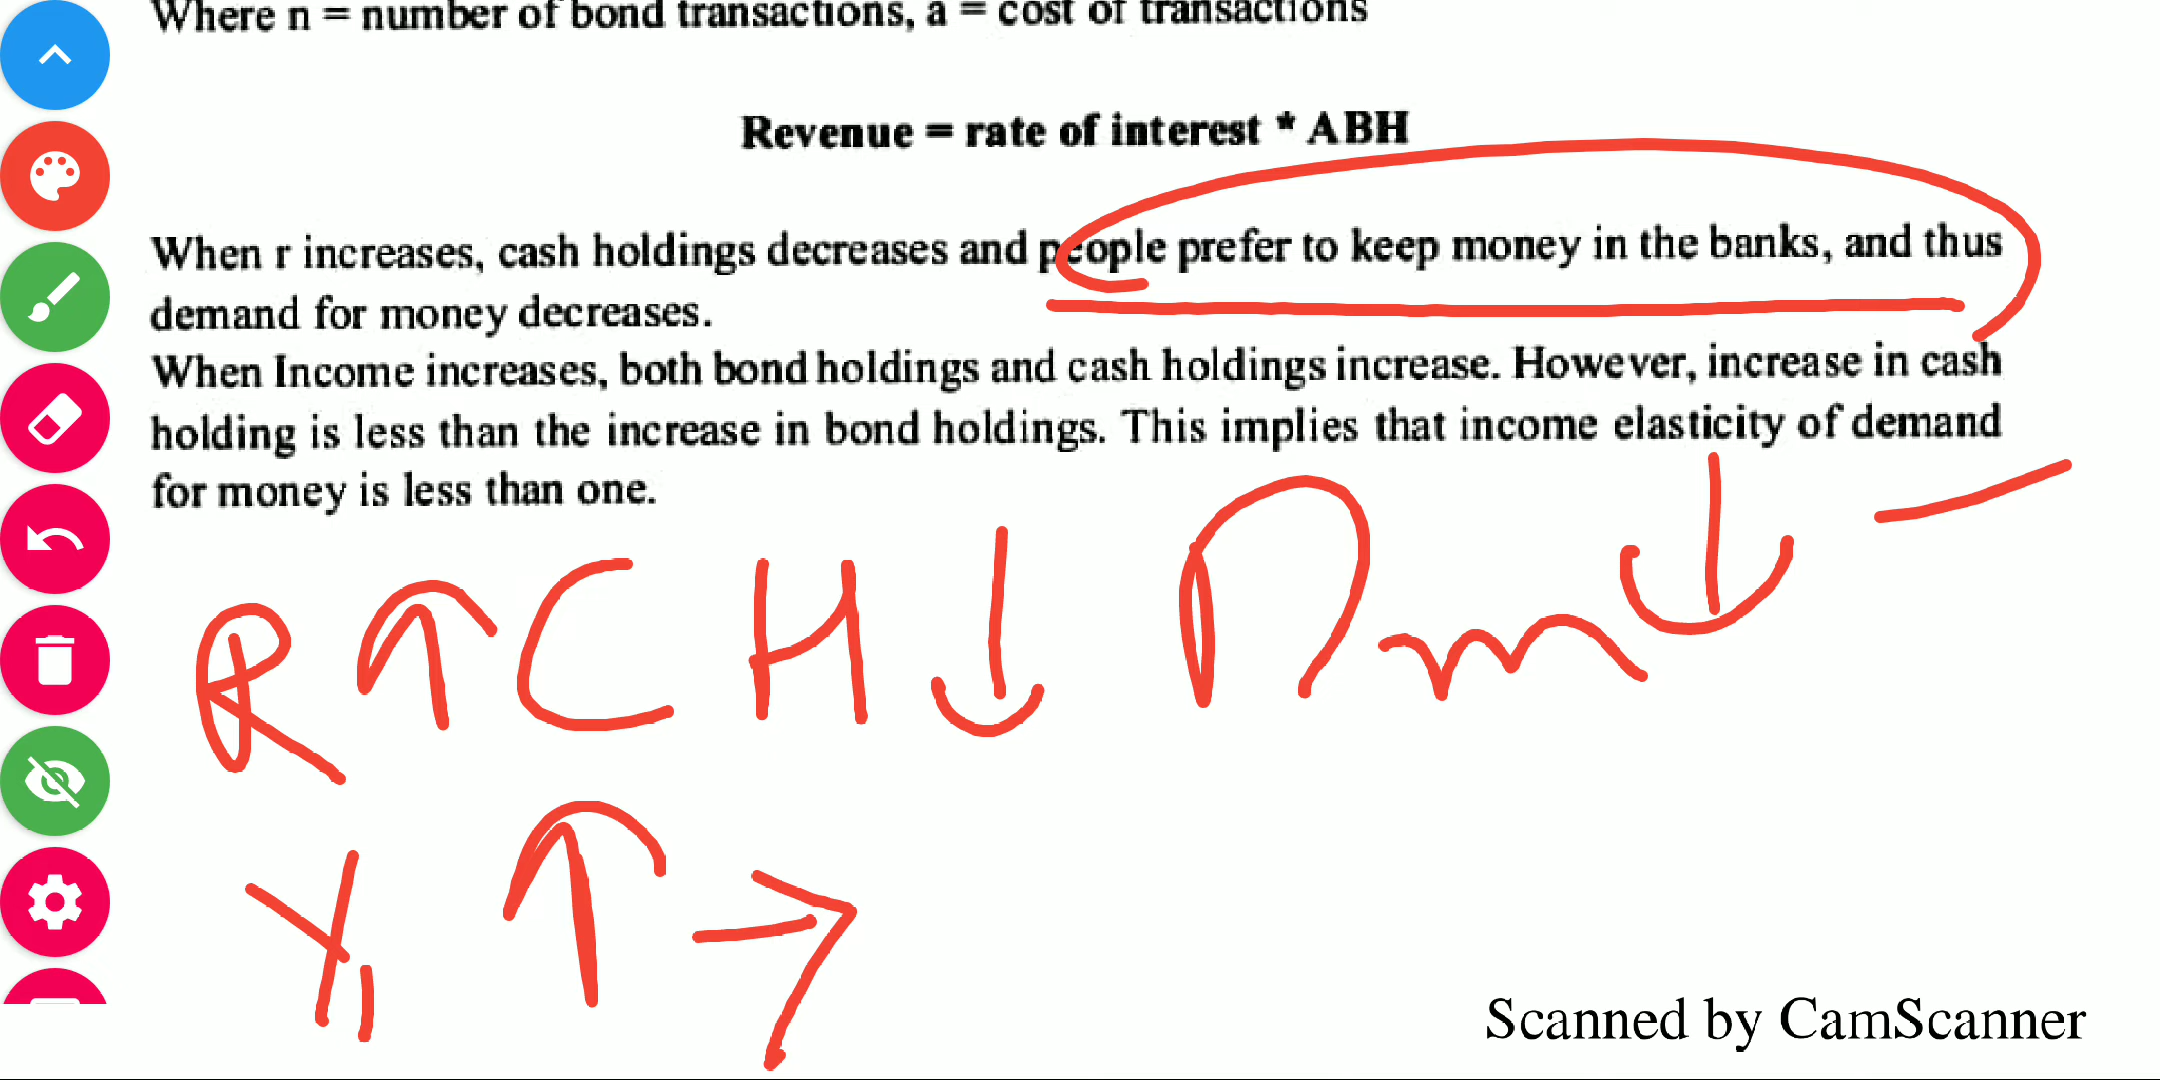 Where n = number of bond transactions, a = cost of transactions
Revenue = rate of interest * ABH
When r increases, cash holdings decreases and people prefer to keep money in the banks, and thus
demand for money decreases.
When Income increases, both bond holdings and cash holdings increase. However, increase in cash
holding is less than the increase in bond holdings. This implies that income elasticity of demand
for money is less than one.
R ↑ C H ↓ Dm ↓ –
Y, ↑ →
Scanned by CamScanner